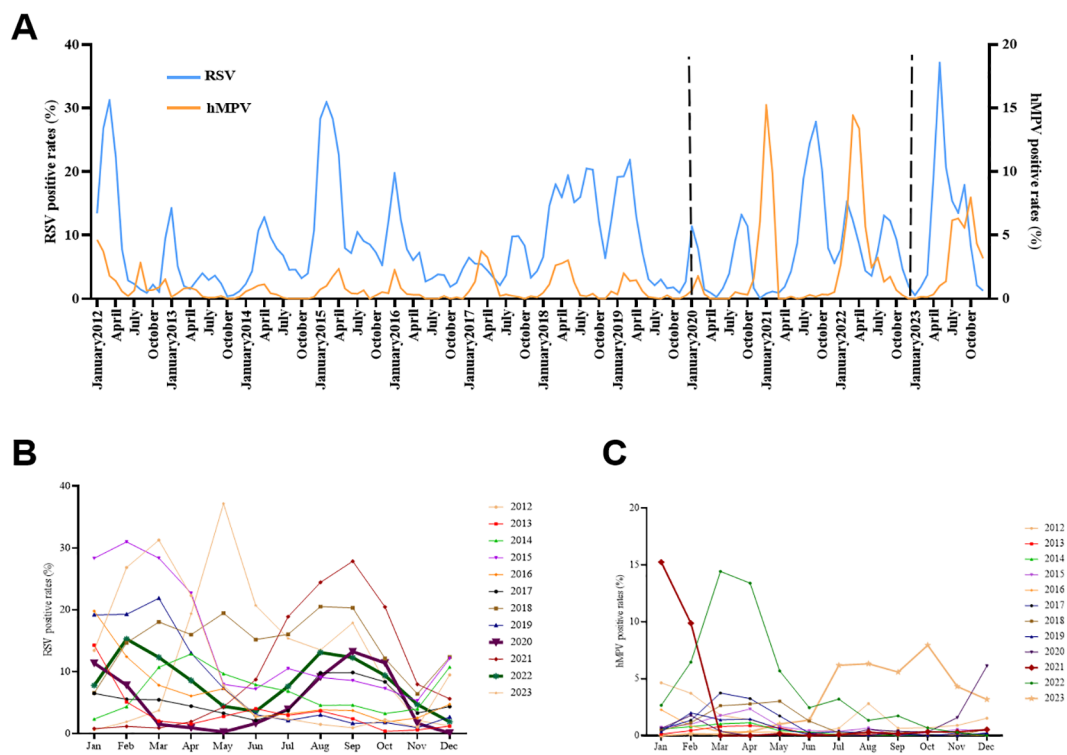 A
RSV positive rates (%)
40
30
20
10
0
RSV
hMPV
20
15
10
5
0
hMPV positive rates (%)
January2012
April
July
October
January2013
April
July
October
January2014
April
July
October
January2015
April
July
October
January2016
April
July
October
January2017
April
July
October
January2018
April
July
October
January2019
April
July
October
January2020
April
July
October
January2021
April
July
October
January2022
April
July
October
January2023
April
July
October
B
RSV positive rates (%)
40
30
20
10
0
Jan Feb Mar Apr May Jun Jul Aug Sep Oct Nov Dec
2012
2013
2014
2015
2016
2017
2018
2019
2020
2021
2022
2023
C
hMPV positive rates (%)
20
15
10
5
0
Jan Feb Mar Apr May Jun Jul Aug Sep Oct Nov Dec
2012
2013
2014
2015
2016
2017
2018
2019
2020
2021
2022
2023